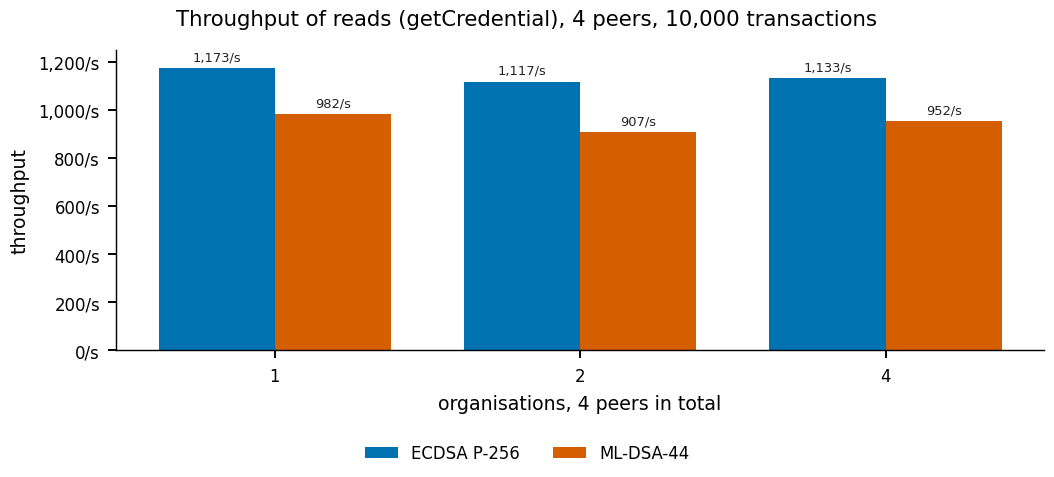 Throughput of reads (getCredential), 4 peers, 10,000 transactions
throughput
1,200/s
1,000/s
800/s
600/s
400/s
200/s
0/s
1,173/s
982/s
1,117/s
907/s
1,133/s
952/s
1
2
4
organisations, 4 peers in total
ECDSA P-256
ML-DSA-44